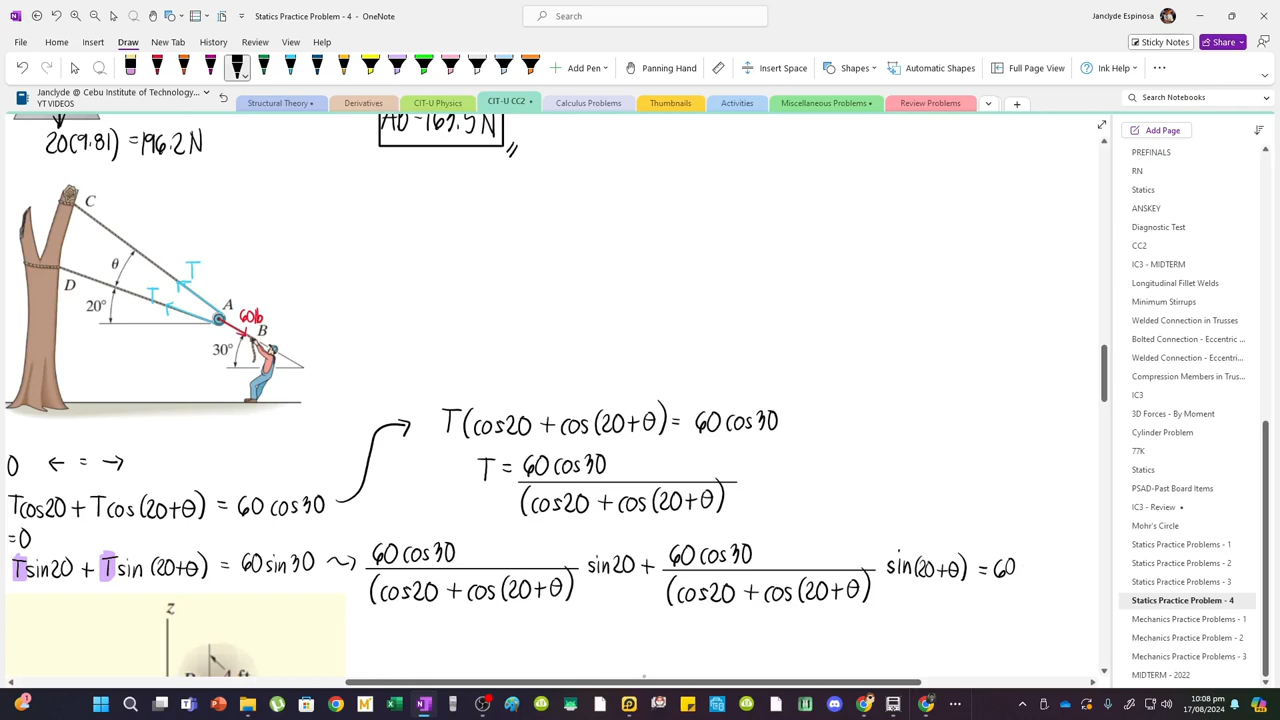 Statics Practice Problem - 4 - OneNote
Search
Janclyde Espinosa
File Home Insert Draw New Tab History Review View Help
Sticky Notes Share
Add Pen Panning Hand Insert Space Shapes Automatic Shapes Full Page View Ink Help
Janclyde @ Cebu Institute of Technology...
YT VIDEOS
Structural Theory Derivatives CIT-U Physics CIT-U CC2 Calculus Problems Thumbnails Activities Miscellaneous Problems Review Problems
Search Notebooks
Add Page
PREFINALS
RN
Statics
ANSKEY
Diagnostic Test
CC2
IC3 - MIDTERM
Longitudinal Fillet Welds
Minimum Stirrups
Welded Connection in Trusses
Bolted Connection - Eccentric ...
Welded Connection - Eccentri...
Compression Members in Trus...
IC3
3D Forces - By Moment
Cylinder Problem
77K
Statics
PSAD-Past Board Items
IC3 - Review
Mohr's Circle
Statics Practice Problems - 1
Statics Practice Problems - 2
Statics Practice Problems - 3
Statics Practice Problem - 4
Mechanics Practice Problems - 1
Mechanics Practice Problem - 2
Mechanics Practice Problem - 3
MIDTERM - 2022
20(9.81) = 196.2 N
AB = 163.5 N
C
θ
T
D
T
A
20°
60 lb
B
30°
T(cos20 + cos(20+θ) = 60 cos30
0 ← = →
T = 60 cos30
(cos20 + cos(20+θ)
Tcos20 + Tcos(20+θ) = 60 cos30
=0
Tsin20 + Tsin (20+θ) = 60 sin30 ⤳ 60 cos30 / (cos20 + cos(20+θ) sin20 + 60 cos30 / (cos20 + cos(20+θ) sin(20+θ) = 60
z
4 ft
10:08 pm
17/08/2024